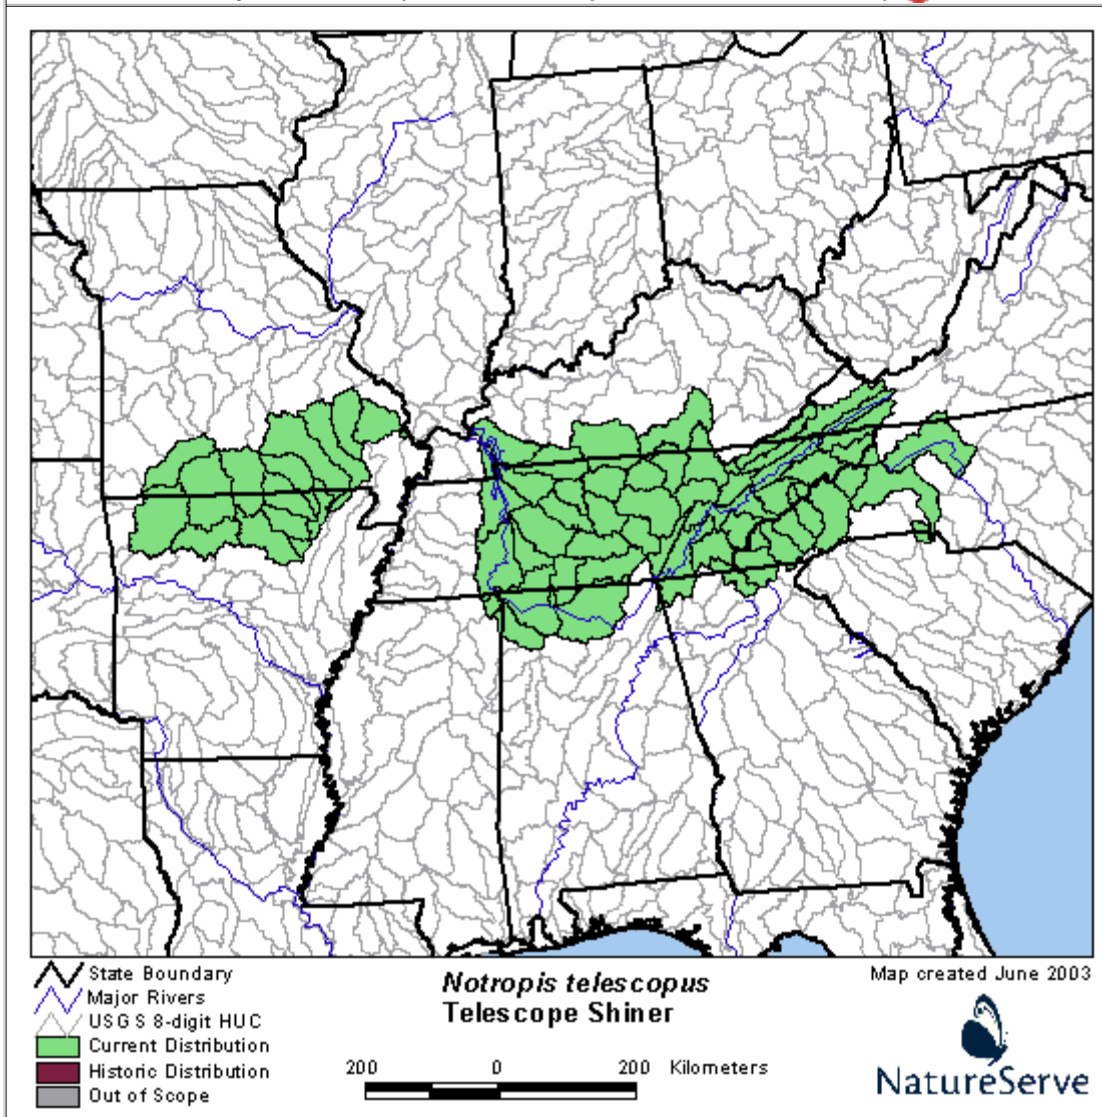 State Boundary
Major Rivers
USGS 8-digit HUC
Current Distribution
Historic Distribution
Out of Scope
Notropis telescopus
Telescope Shiner
200 0 200 Kilometers
Map created June 2003
NatureServe